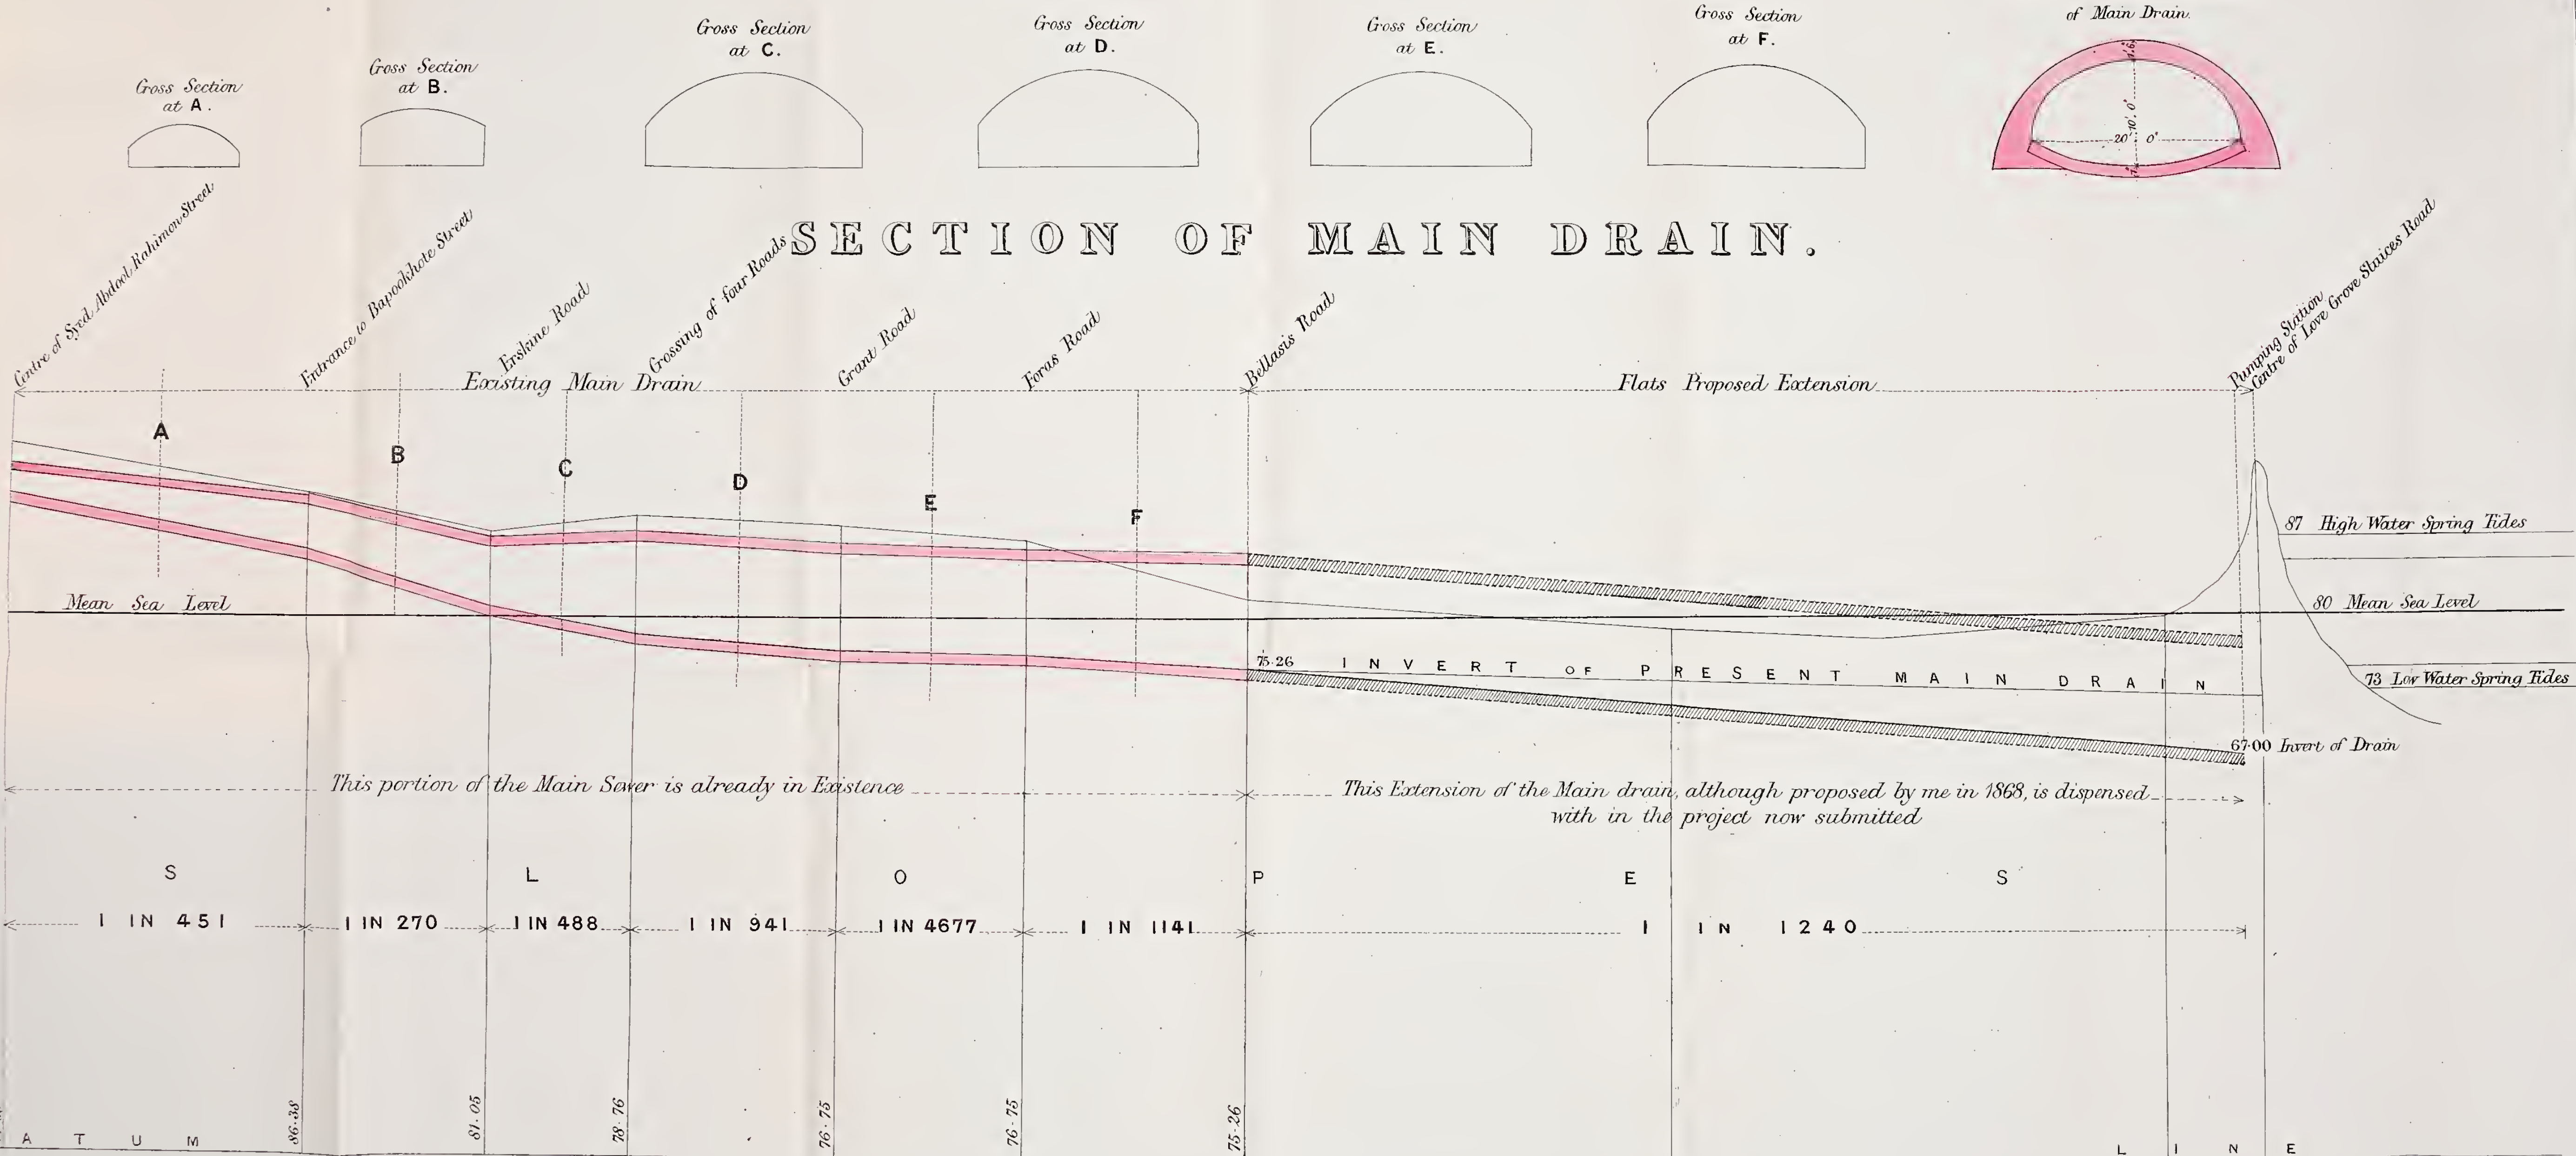 Cross Section
at A.
Cross Section
at B.
Cross Section
at C.
Cross Section
at D.
Cross Section
at E.
Cross Section
at F.
of Main Drain.
1'.6"
10'.0"
20' 0"
SECTION OF MAIN DRAIN.
Centre of Syed Abdool Rahimon Street
Entrance to Bapookhote Street
Erskine Road
Crossing of four Roads
Grant Road
Foras Road
Bellasis Road
Pumping Station
Centre of Love Grove Sluices Road
Existing Main Drain
Flats Proposed Extension
A
B
C
D
E
F
87 High Water Spring Tides
Mean Sea Level
80 Mean Sea Level
75·26 INVERT OF PRESENT MAIN DRAIN
73 Low Water Spring Tides
67·00 Invert of Drain
This portion of the Main Sewer is already in Existence
This Extension of the Main drain, although proposed by me in 1868, is dispensed
with in the project now submitted
SLOPES
1 IN 451
1 IN 270
1 IN 488
1 IN 941
1 IN 4677
1 IN 1141
1 IN 1240
86·38
81·05
78·76
76·75
76·75
75·26
ATUM
LINE